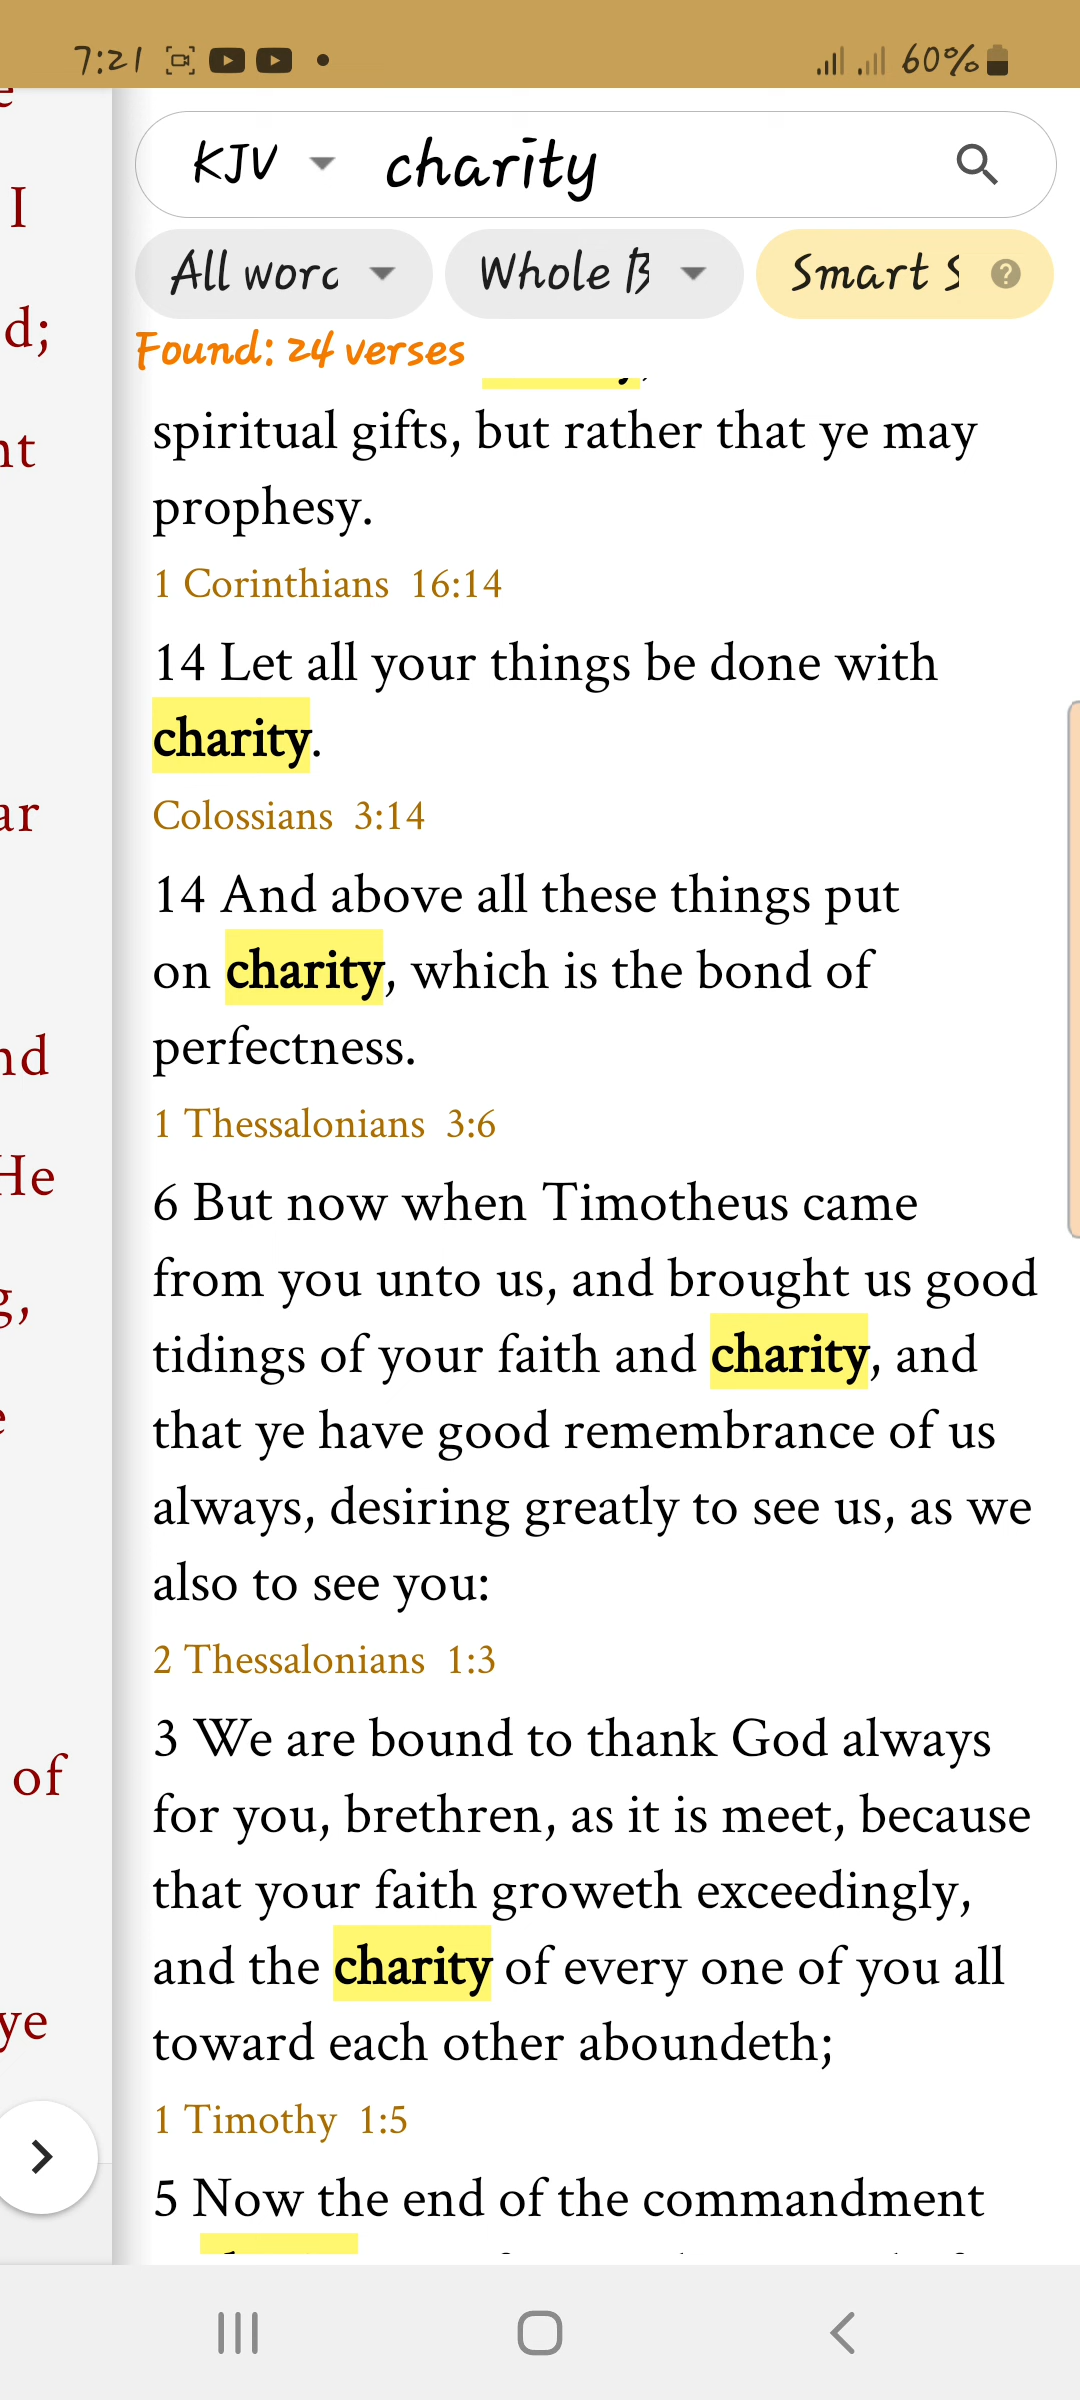 7:21
60%
KJV charity
All word
Whole B
Smart S
Found: 24 verses
spiritual gifts, but rather that ye may
prophesy.
1 Corinthians 16:14
14 Let all your things be done with
charity.
Colossians 3:14
14 And above all these things put
on charity, which is the bond of
perfectness.
1 Thessalonians 3:6
6 But now when Timotheus came
from you unto us, and brought us good
tidings of your faith and charity, and
that ye have good remembrance of us
always, desiring greatly to see us, as we
also to see you:
2 Thessalonians 1:3
3 We are bound to thank God always
for you, brethren, as it is meet, because
that your faith groweth exceedingly,
and the charity of every one of you all
toward each other aboundeth;
1 Timothy 1:5
5 Now the end of the commandment
I
d;
nt
ar
nd
He
g,
of
ye